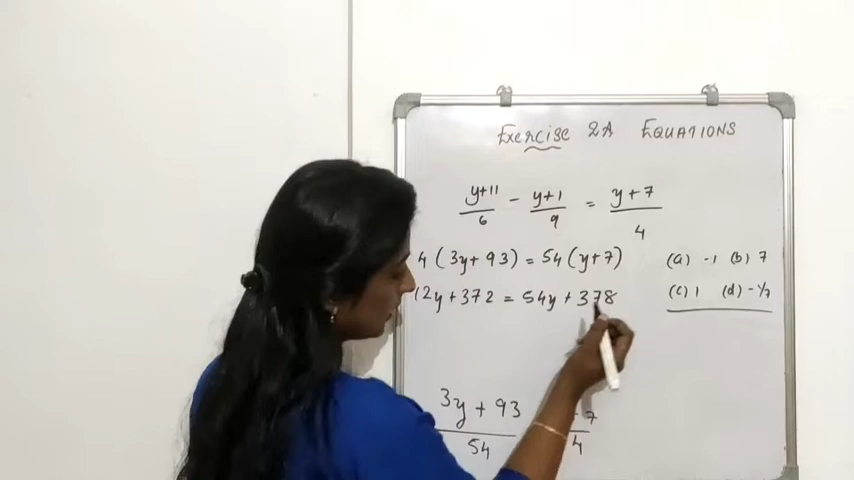 Exercise 2A EQUATIONS
y+11/6 - y+1/9 = y+7/4
4(3y+93) = 54(y+7)
(a) -1 (b) 7
12y+372 = 54y+378
(c) 1 (d) -1/7
3y+93/54 -7/4